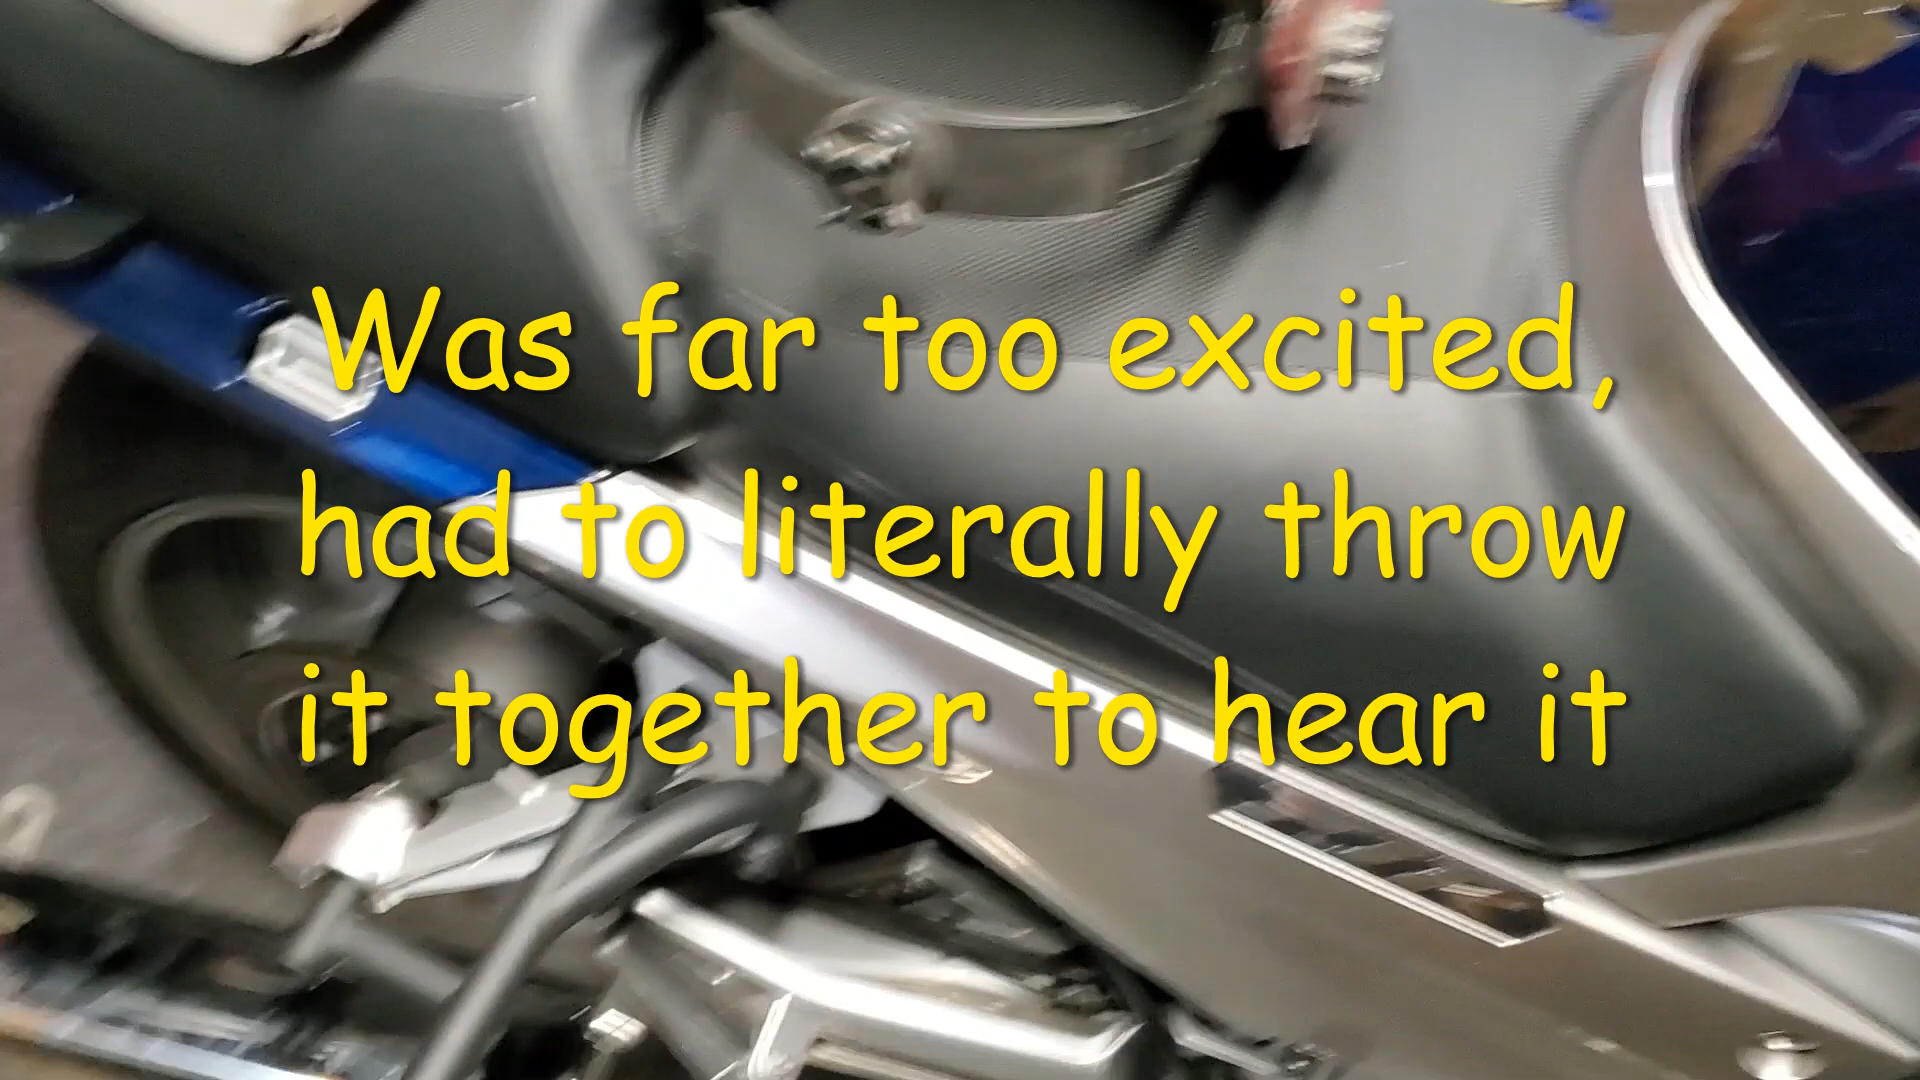 Was far too excited,
had to literally throw
it together to hear it